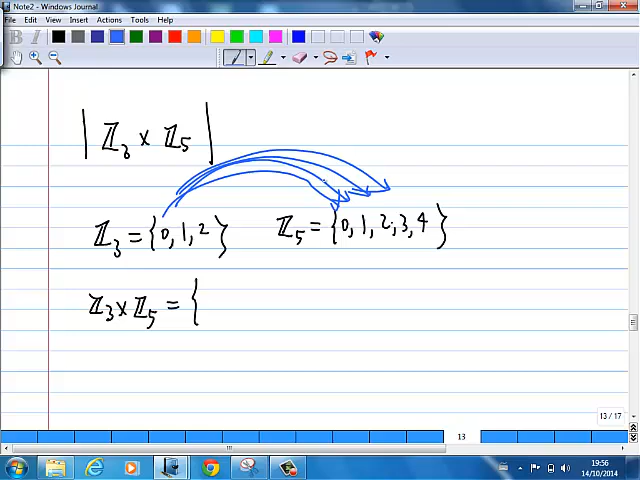 Note2 - Windows Journal
File Edit View Insert Actions Tools Help
B I
| ℤ₃ × ℤ₅ |
ℤ₃ = {0, 1, 2} ℤ₅ = {0, 1, 2, 3, 4}
ℤ₃ × ℤ₅ = {
13 / 17
13
19:56
14/10/2014